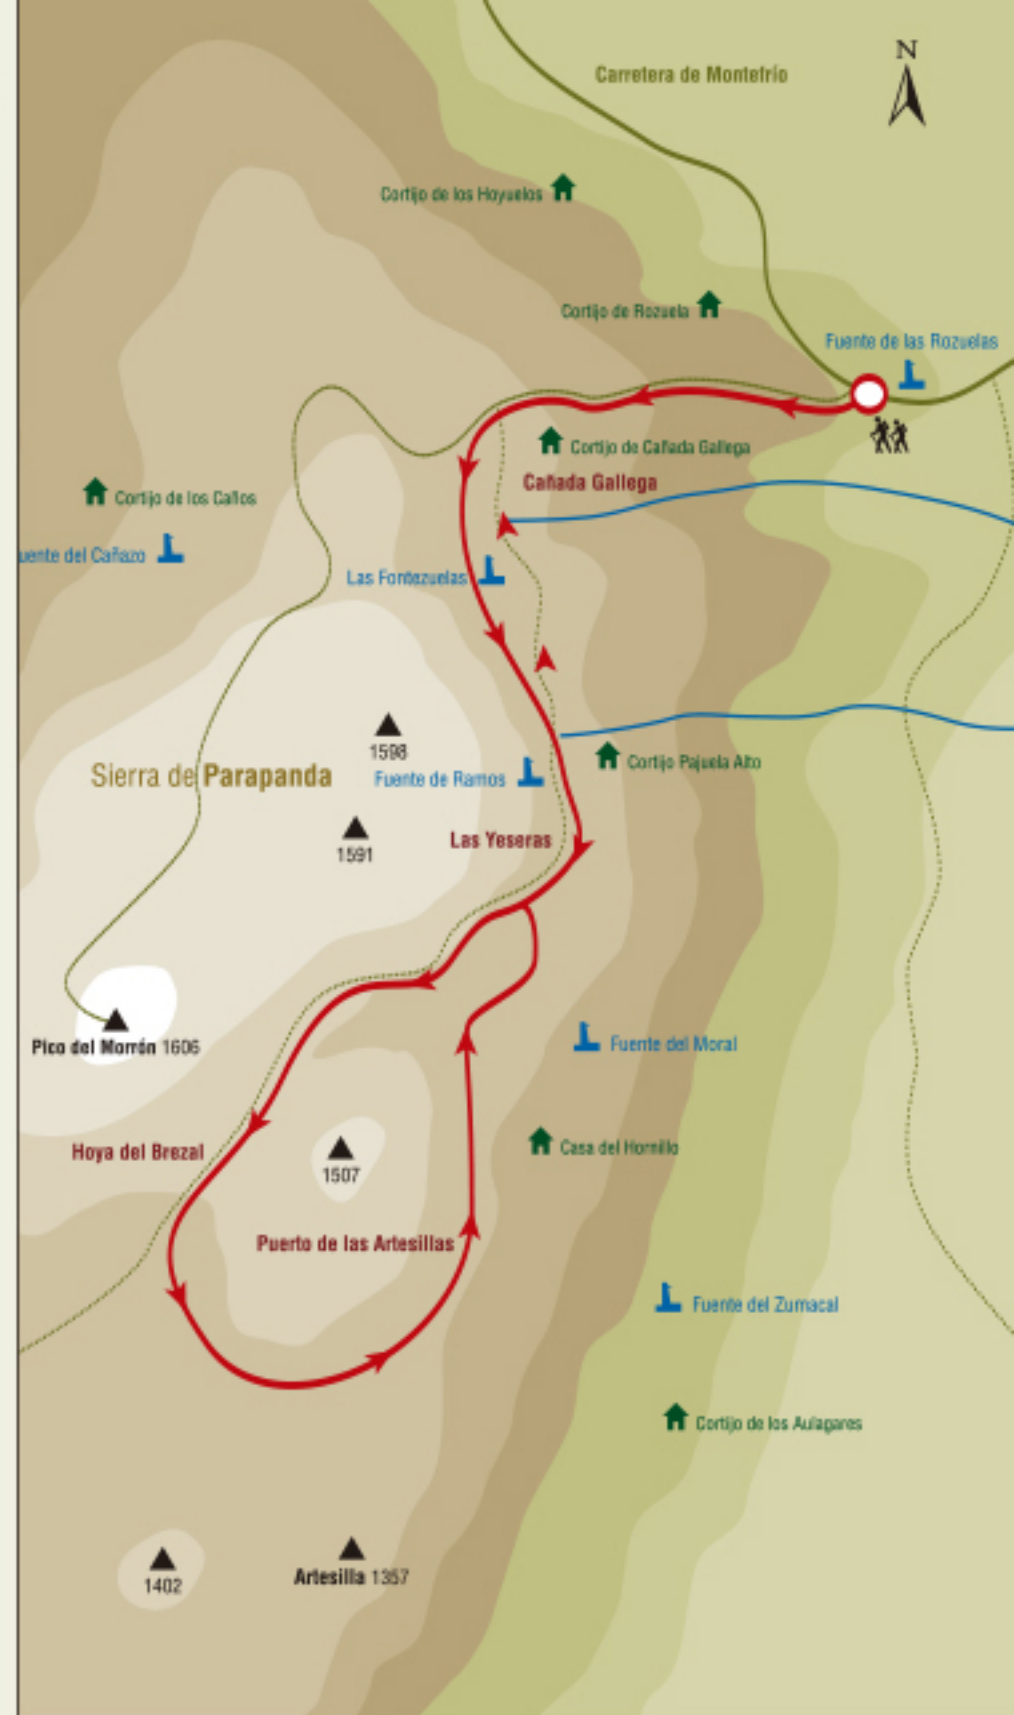 N
Carretera de Montefrío
Cortijo de los Hoyuelos
Cortijo de Rozuela
Fuente de las Rozuelas
Cortijo de Cañada Gallega
Cañada Gallega
Cortijo de los Caños
uente del Cañazo
Las Fontezuelas
1598
Sierra de Parapanda
Fuente de Ramos
Cortijo Pajuela Alto
1591
Las Yeseras
Pico del Morrón 1606
Fuente del Moral
Hoya del Brezal
1507
Casa del Hornillo
Puerto de las Artesillas
Fuente del Zumacal
Cortijo de los Aulagares
1402
Artesilla 1357